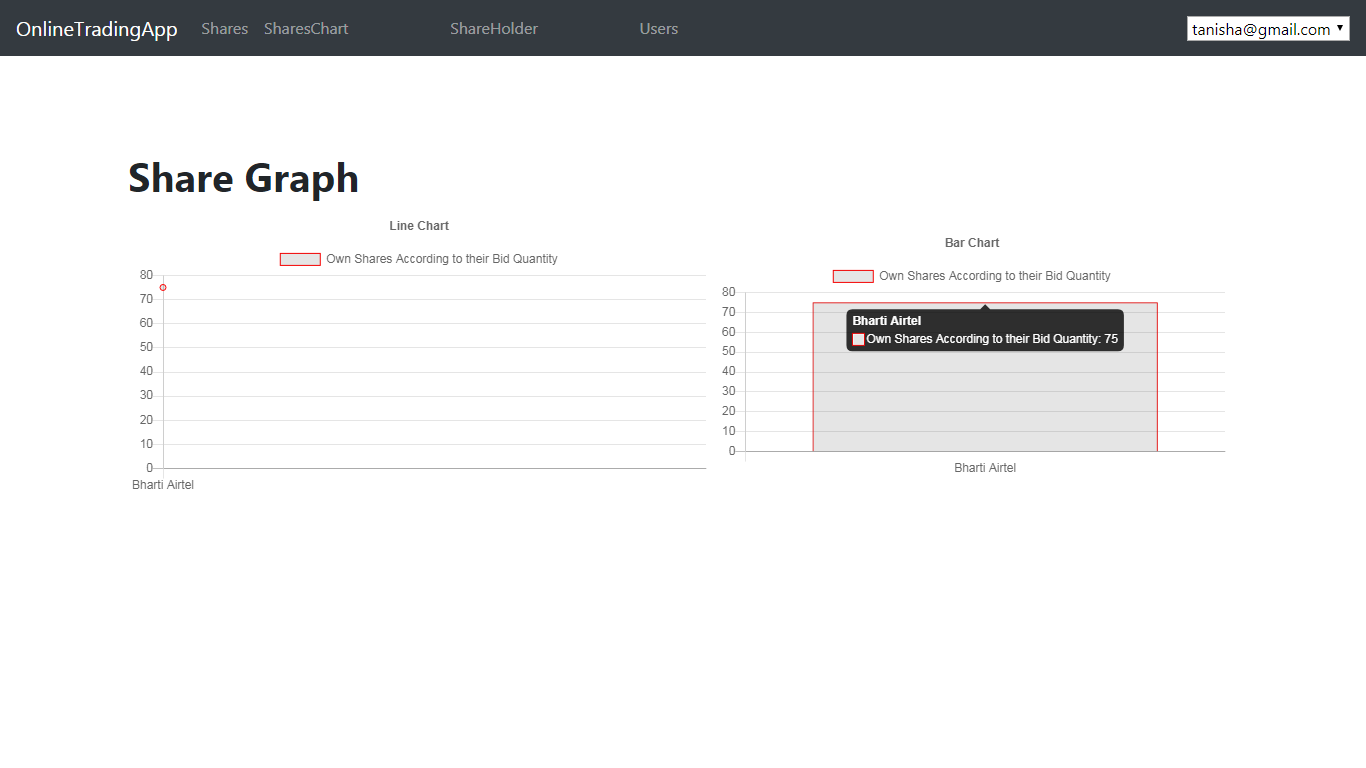 OnlineTradingApp Shares SharesChart ShareHolder Users tanisha@gmail.com
Share Graph
Line Chart
Own Shares According to their Bid Quantity
80
70
60
50
40
30
20
10
0
Bharti Airtel
Bar Chart
Own Shares According to their Bid Quantity
80
70
60
50
40
30
20
10
0
Bharti Airtel
Own Shares According to their Bid Quantity: 75
Bharti Airtel